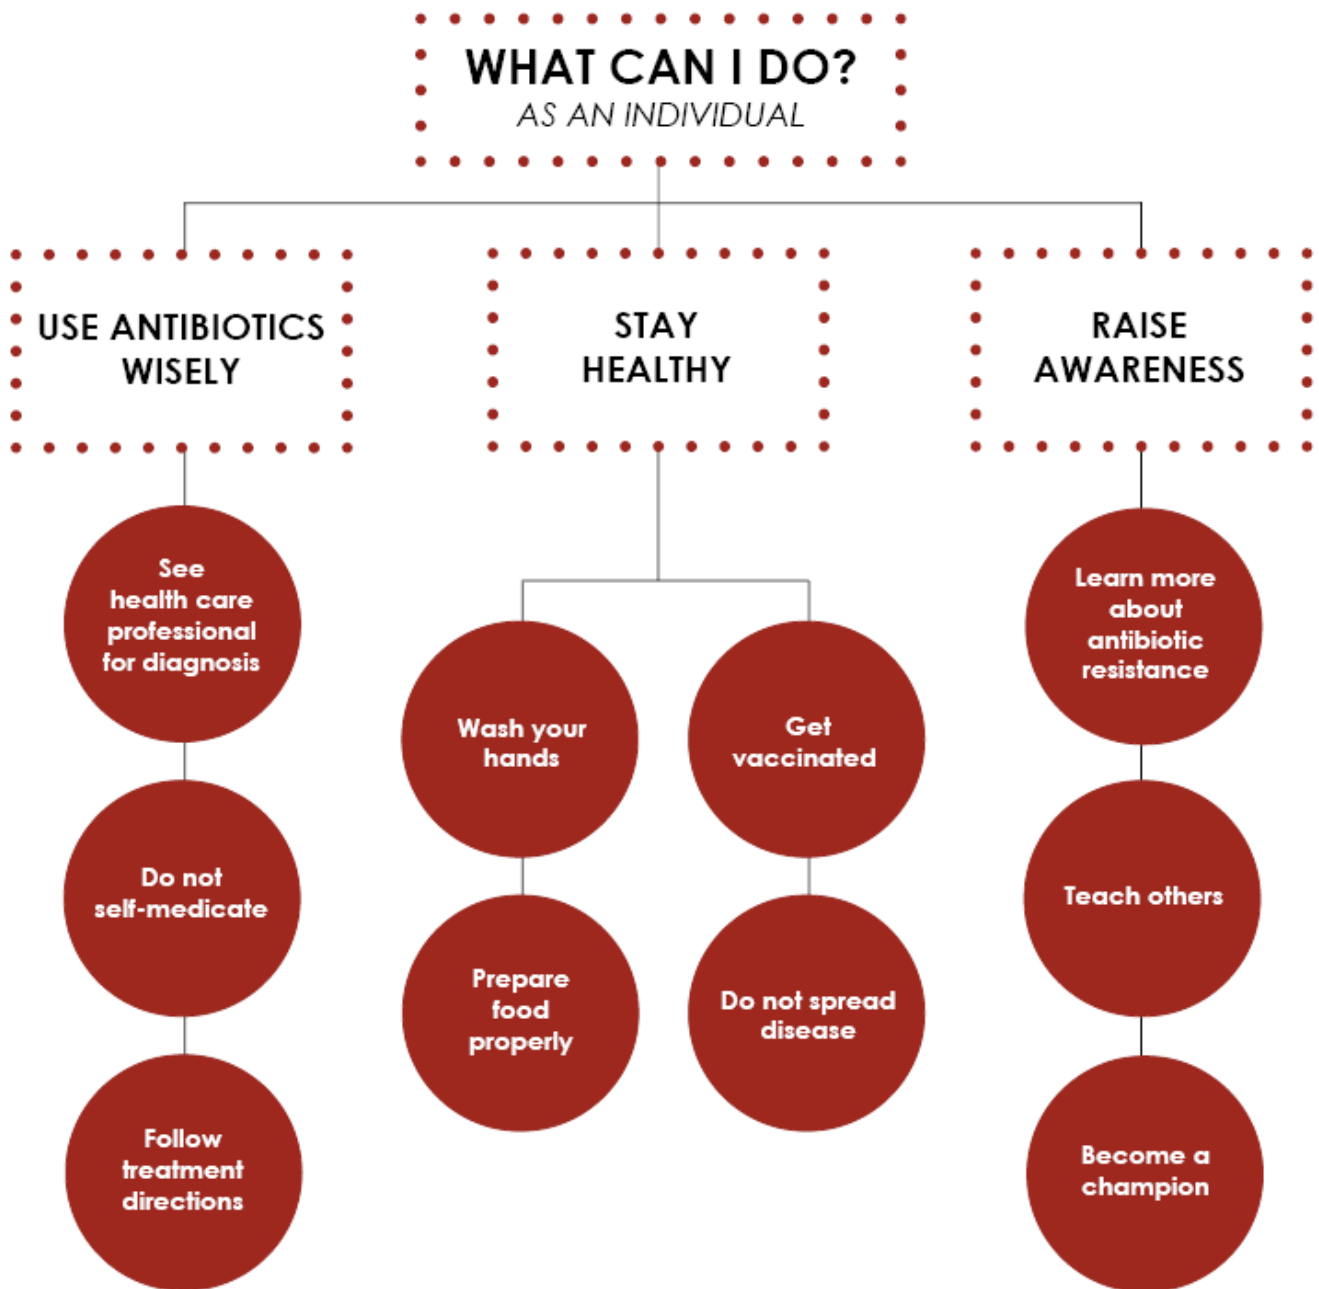 WHAT CAN I DO?
AS AN INDIVIDUAL
USE ANTIBIOTICS
WISELY
See
health care
professional
for diagnosis
Do not
self-medicate
Follow
treatment
directions
STAY
HEALTHY
Wash your
hands
Prepare
food
properly
Get
vaccinated
Do not spread
disease
RAISE
AWARENESS
Learn more
about
antibiotic
resistance
Teach others
Become a
champion